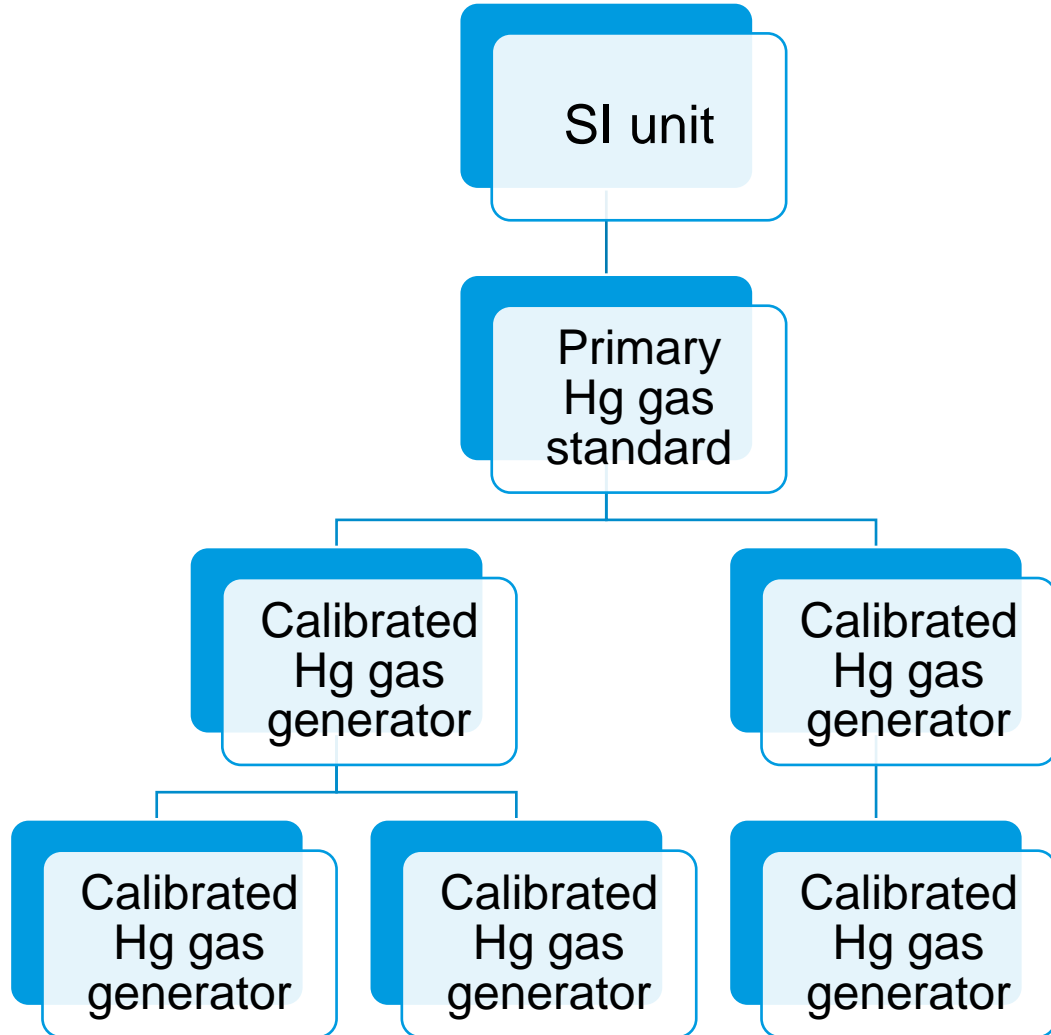 SI unit
Primary
Hg gas
standard
Calibrated
Hg gas
generator
Calibrated
Hg gas
generator
Calibrated
Hg gas
generator
Calibrated
Hg gas
generator
Calibrated
Hg gas
generator